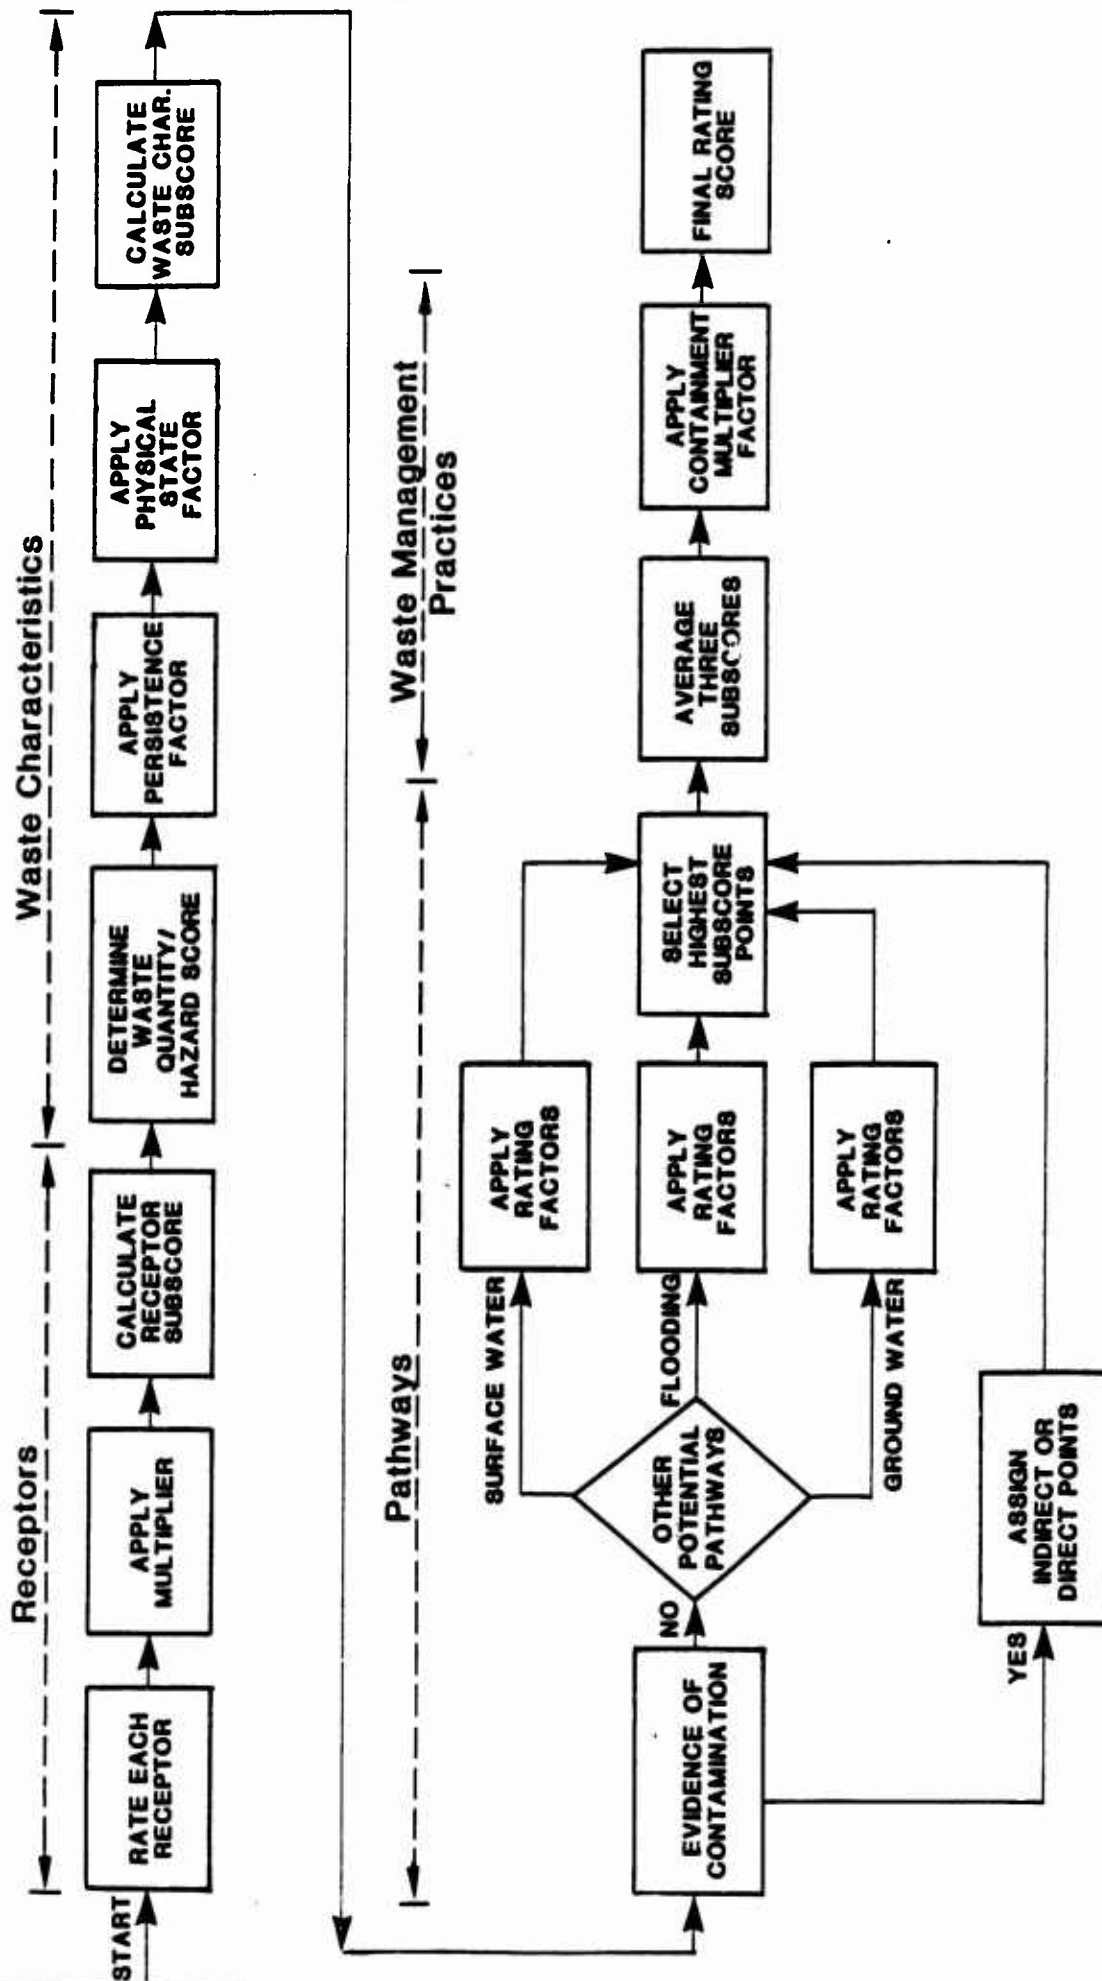 Receptors
Waste Characteristics
START
RATE EACH
RECEPTOR
APPLY
MULTIPLIER
CALCULATE
RECEPTOR
SUBSCORE
DETERMINE
WASTE
QUANTITY/
HAZARD SCORE
APPLY
PERSISTENCE
FACTOR
APPLY
PHYSICAL
STATE
FACTOR
CALCULATE
WASTE CHAR.
SUBSCORE
Pathways
Waste Management
Practices
EVIDENCE OF
CONTAMINATION
NO
YES
OTHER
POTENTIAL
PATHWAYS
SURFACE WATER
FLOODING
GROUND WATER
APPLY
RATING
FACTORS
APPLY
RATING
FACTORS
APPLY
RATING
FACTORS
ASSIGN
INDIRECT OR
DIRECT POINTS
SELECT
HIGHEST
SUBSCORE
POINTS
AVERAGE
THREE
SUBSCORES
APPLY
CONTAINMENT
MULTIPLIER
FACTOR
FINAL RATING
SCORE